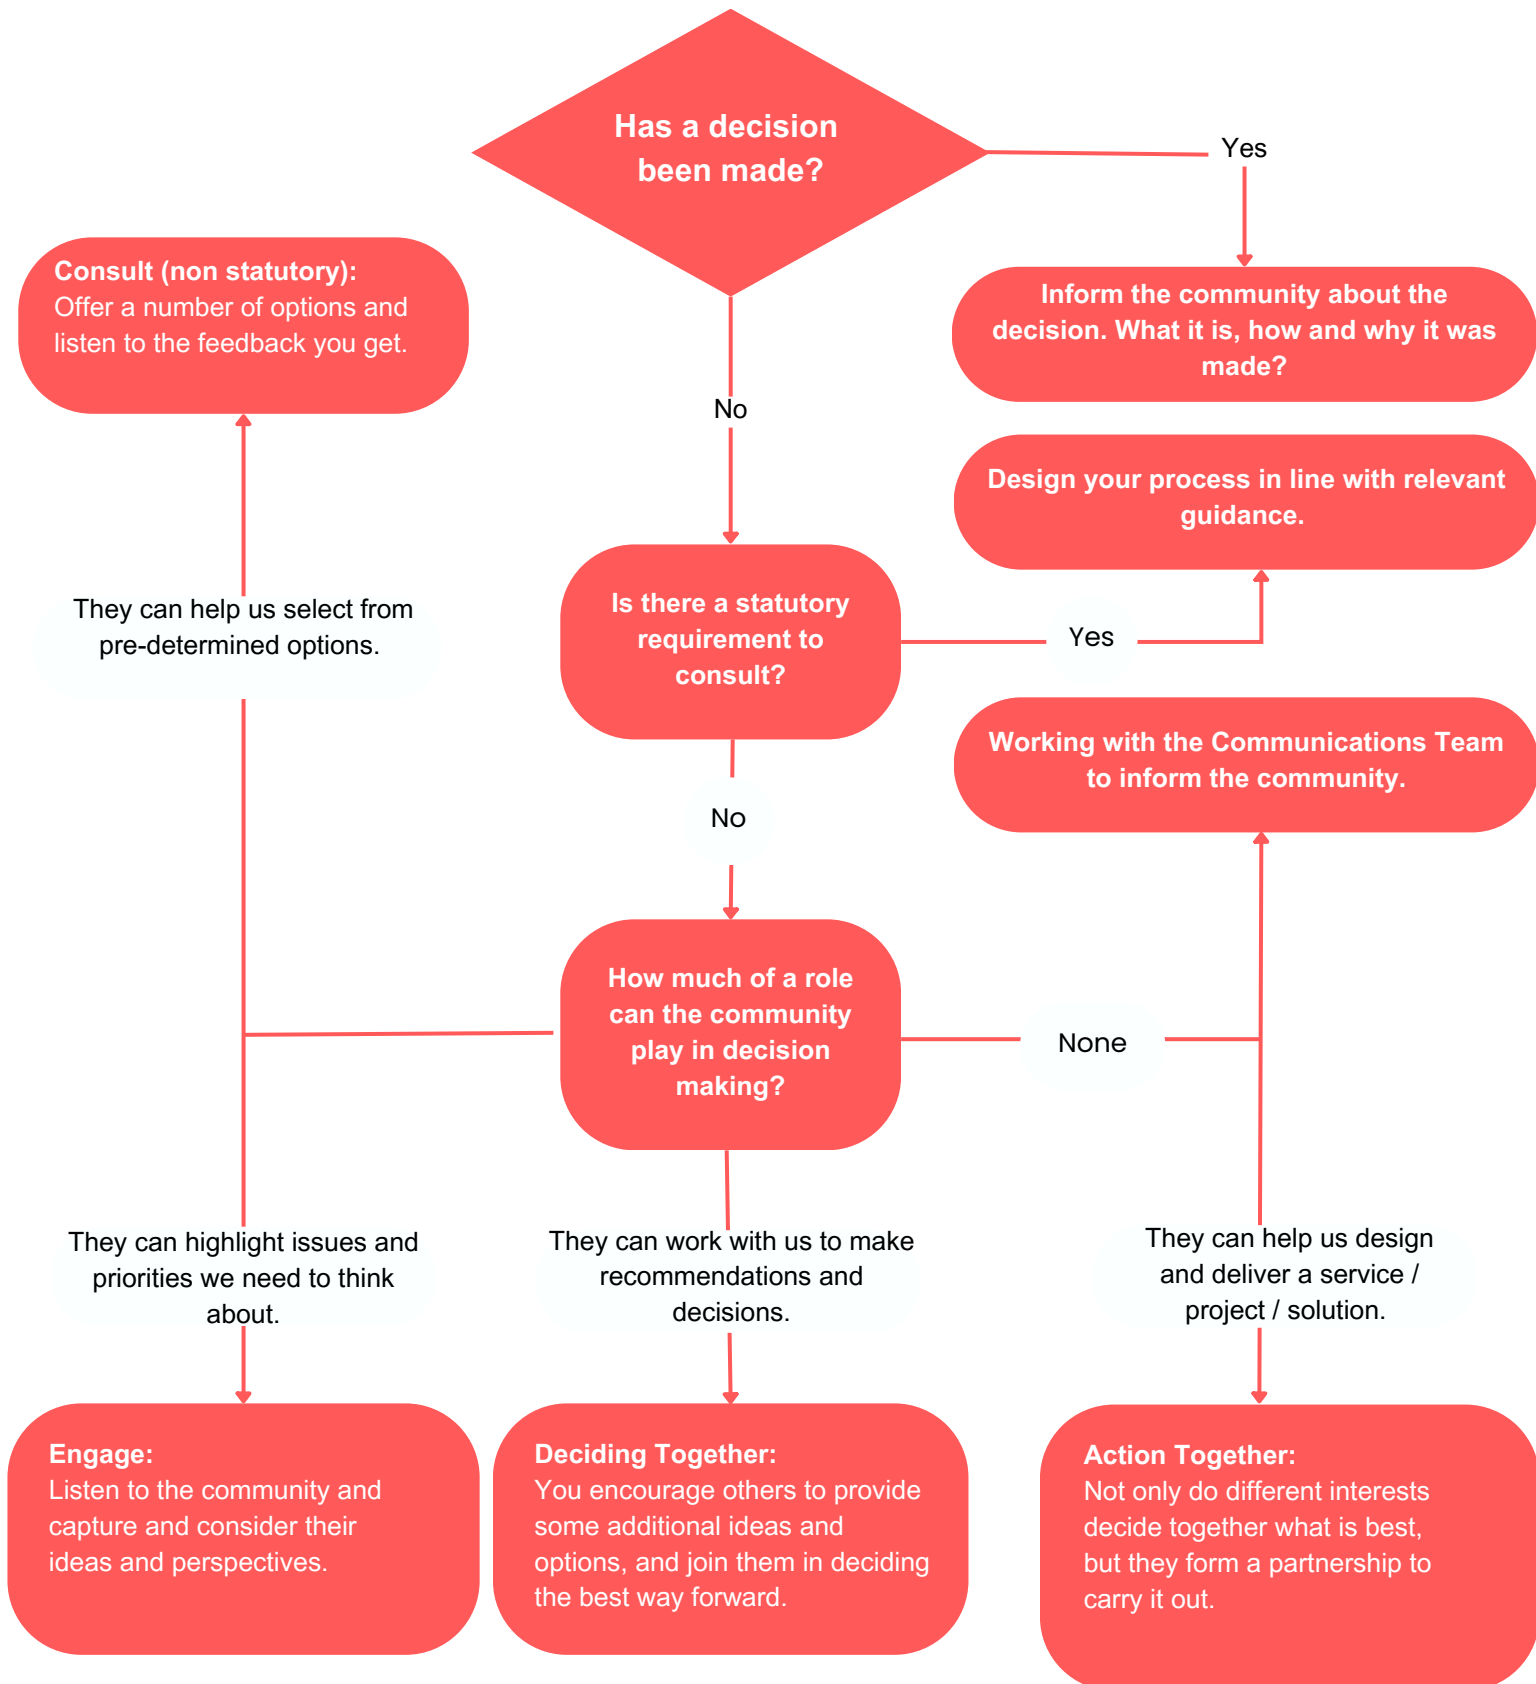 Has a decision
been made?
Yes
Consult (non statutory):
Offer a number of options and
listen to the feedback you get.
Inform the community about the
decision. What it is, how and why it was
made?
No
Design your process in line with relevant
guidance.
Is there a statutory
requirement to
consult?
Yes
They can help us select from
pre-determined options.
Working with the Communications Team
to inform the community.
No
How much of a role
can the community
play in decision
making?
None
They can highlight issues and
priorities we need to think
about.
They can work with us to make
recommendations and
decisions.
They can help us design
and deliver a service /
project / solution.
Engage:
Listen to the community and
capture and consider their
ideas and perspectives.
Deciding Together:
You encourage others to provide
some additional ideas and
options, and join them in deciding
the best way forward.
Action Together:
Not only do different interests
decide together what is best,
but they form a partnership to
carry it out.